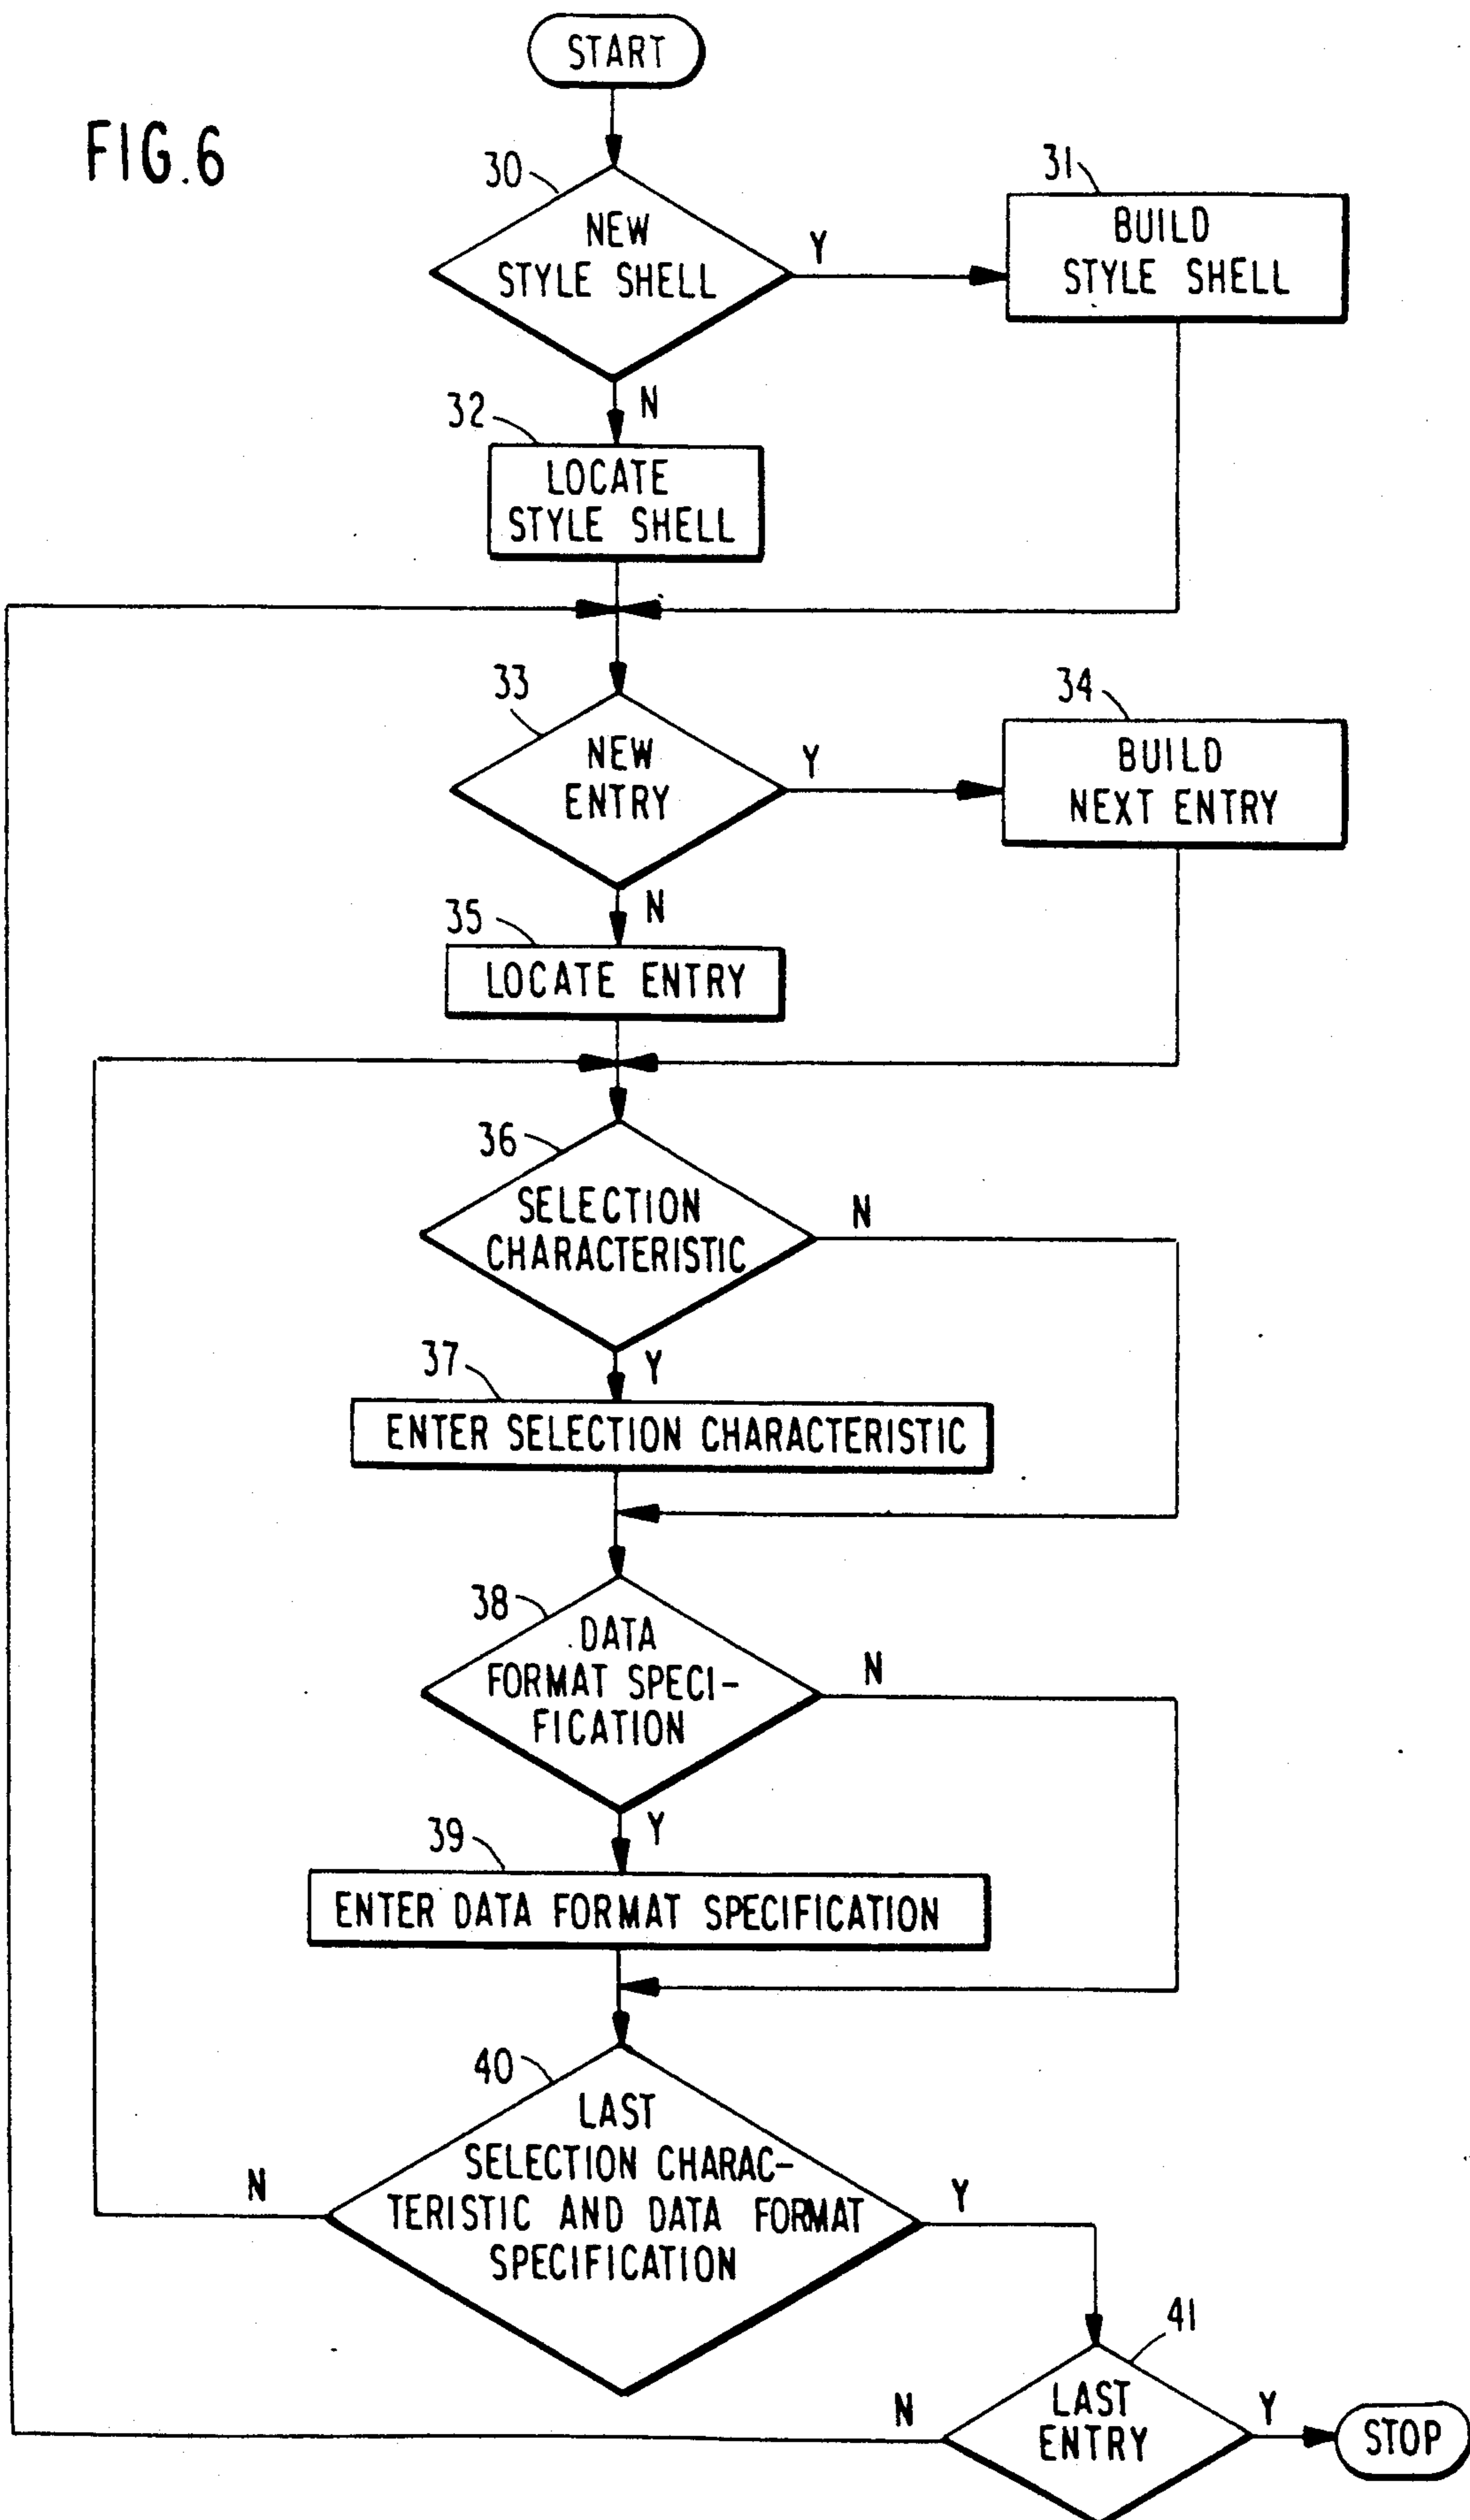 START
FIG.6
30
NEW
STYLE SHELL
Y
31
BUILD
STYLE SHELL
N
32
LOCATE
STYLE SHELL
33
NEW
ENTRY
Y
34
BUILD
NEXT ENTRY
N
35
LOCATE ENTRY
36
SELECTION
CHARACTERISTIC
N
Y
37
ENTER SELECTION CHARACTERISTIC
38
DATA
FORMAT SPECI-
FICATION
N
Y
39
ENTER DATA FORMAT SPECIFICATION
40
LAST
SELECTION CHARAC-
TERISTIC AND DATA FORMAT
SPECIFICATION
N
Y
41
LAST
ENTRY
N
Y
STOP